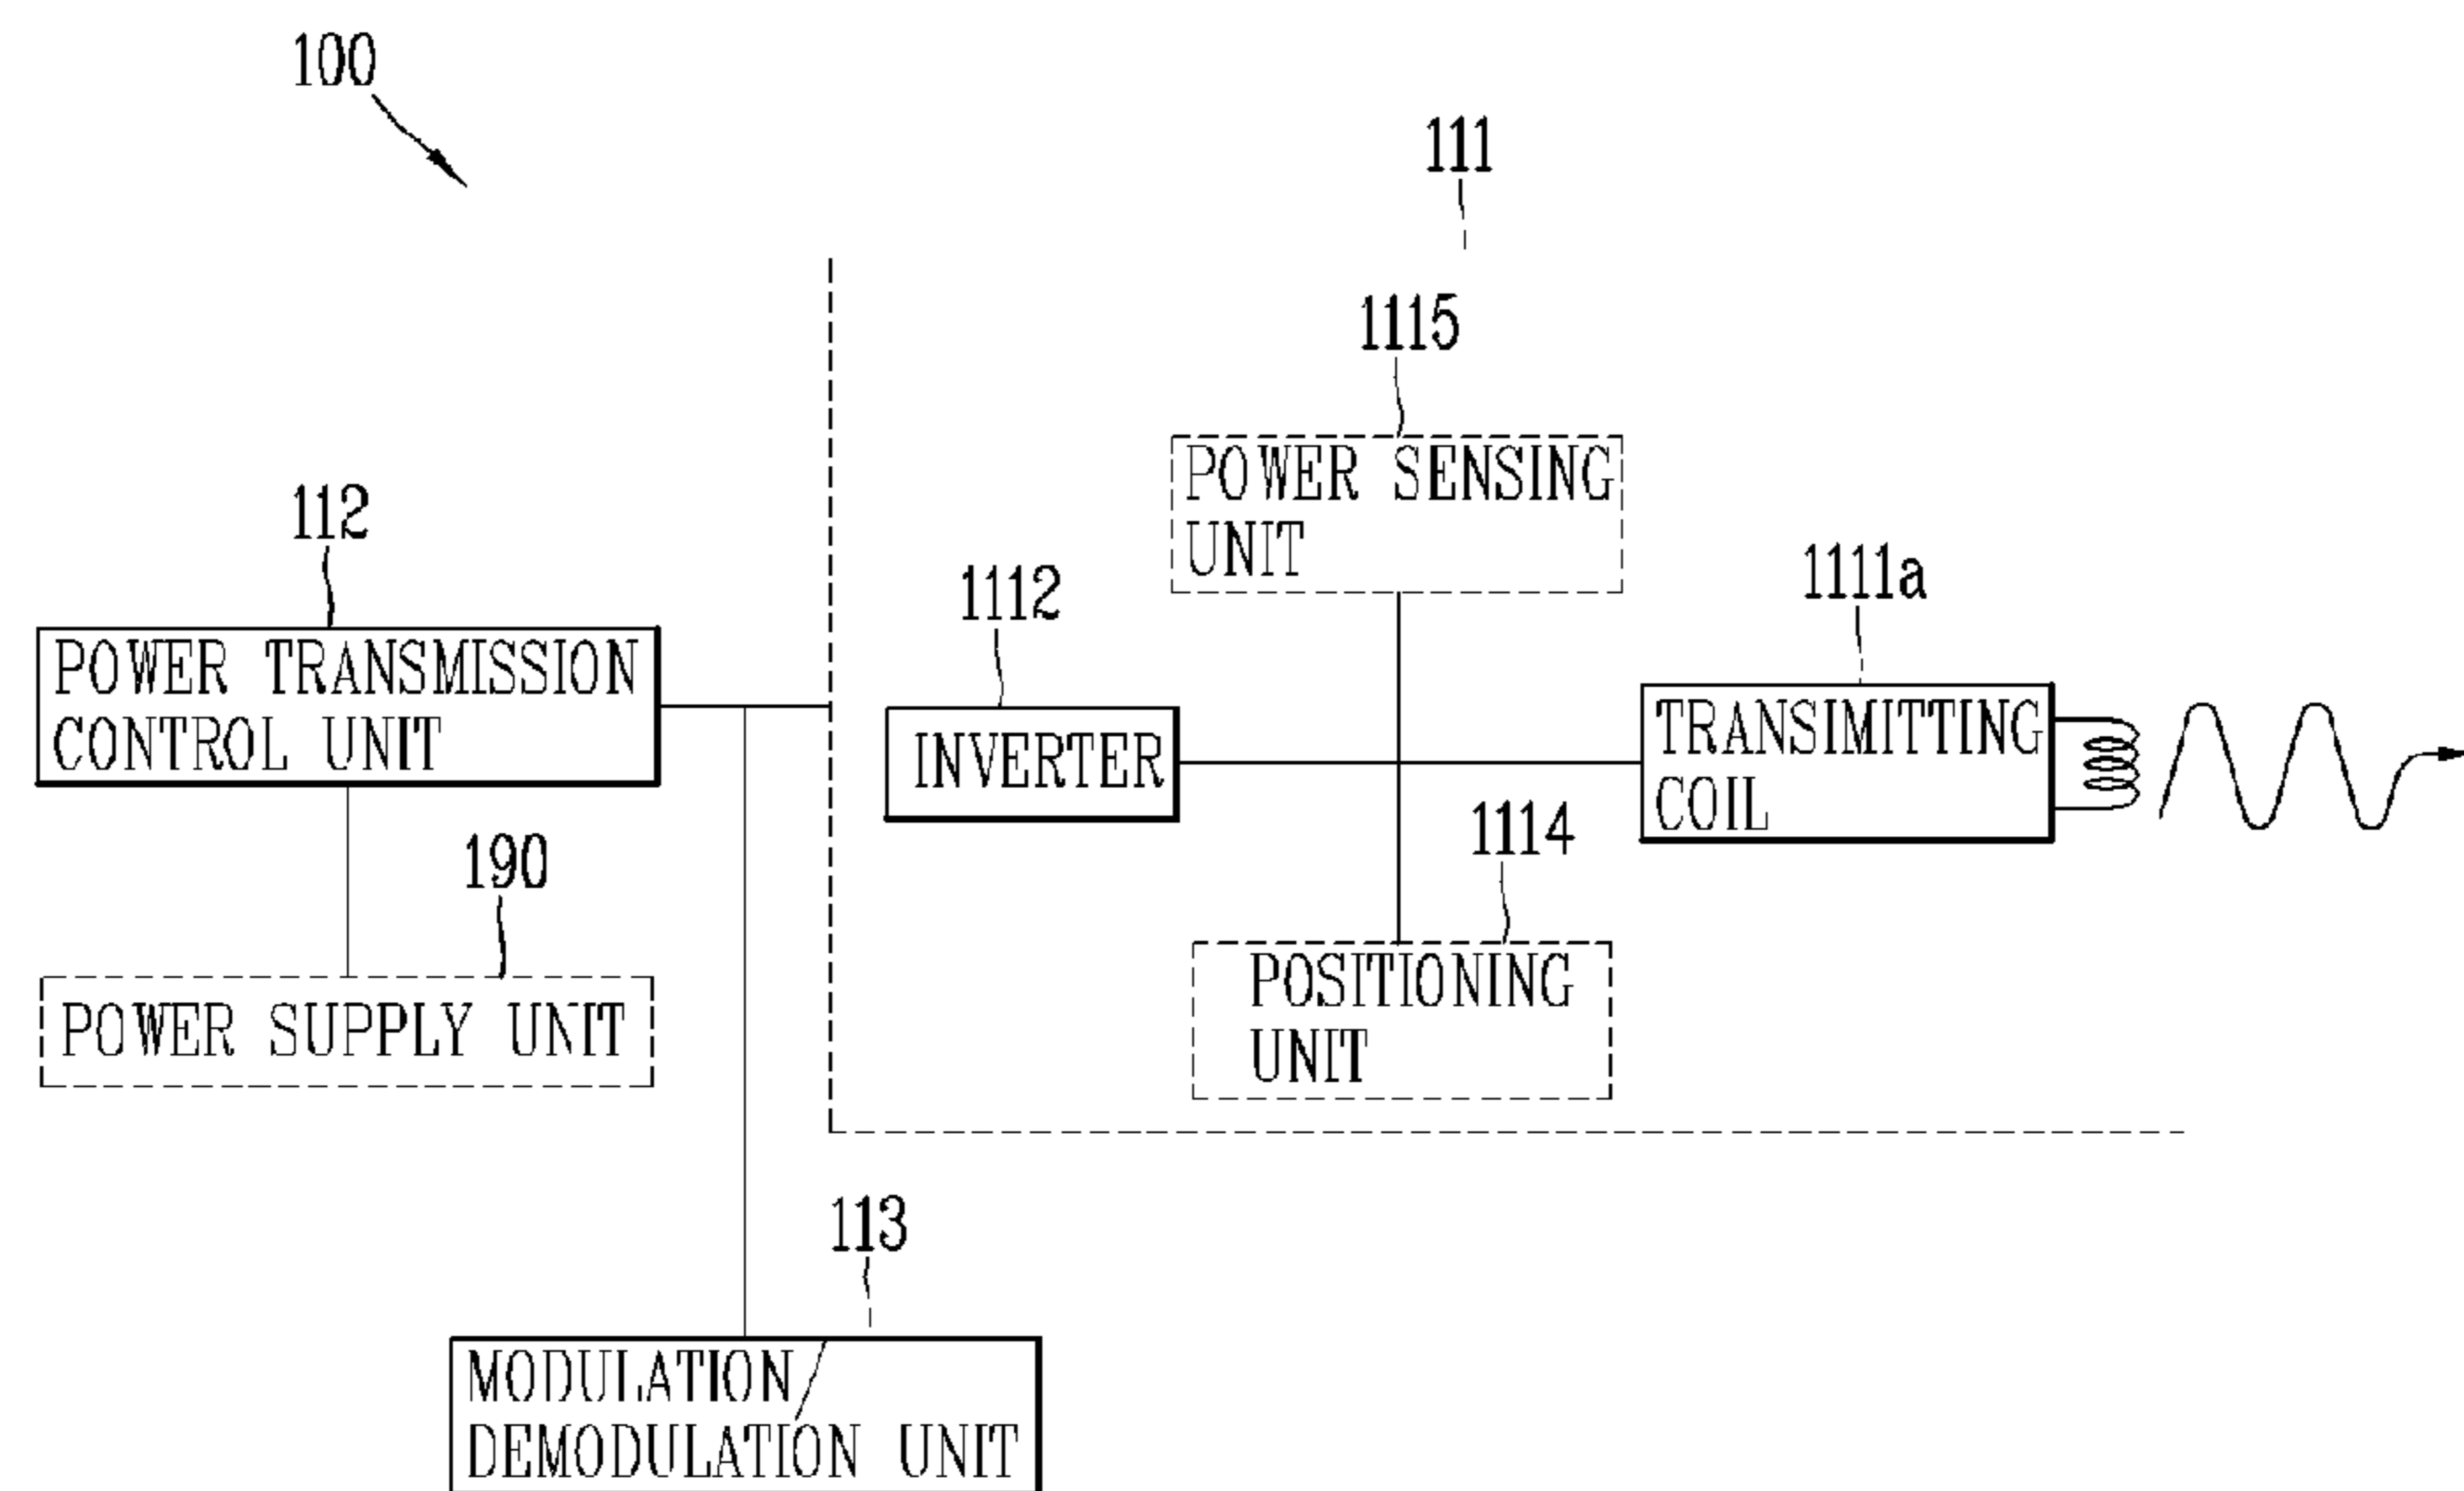 100
111
1115
POWER SENSING
UNIT
112
POWER TRANSMISSION
CONTROL UNIT
1112
INVERTER
1111a
TRANSIMITTING
COIL
190
POWER SUPPLY UNIT
1114
POSITIONING
UNIT
113
MODULATION/
DEMODULATION UNIT